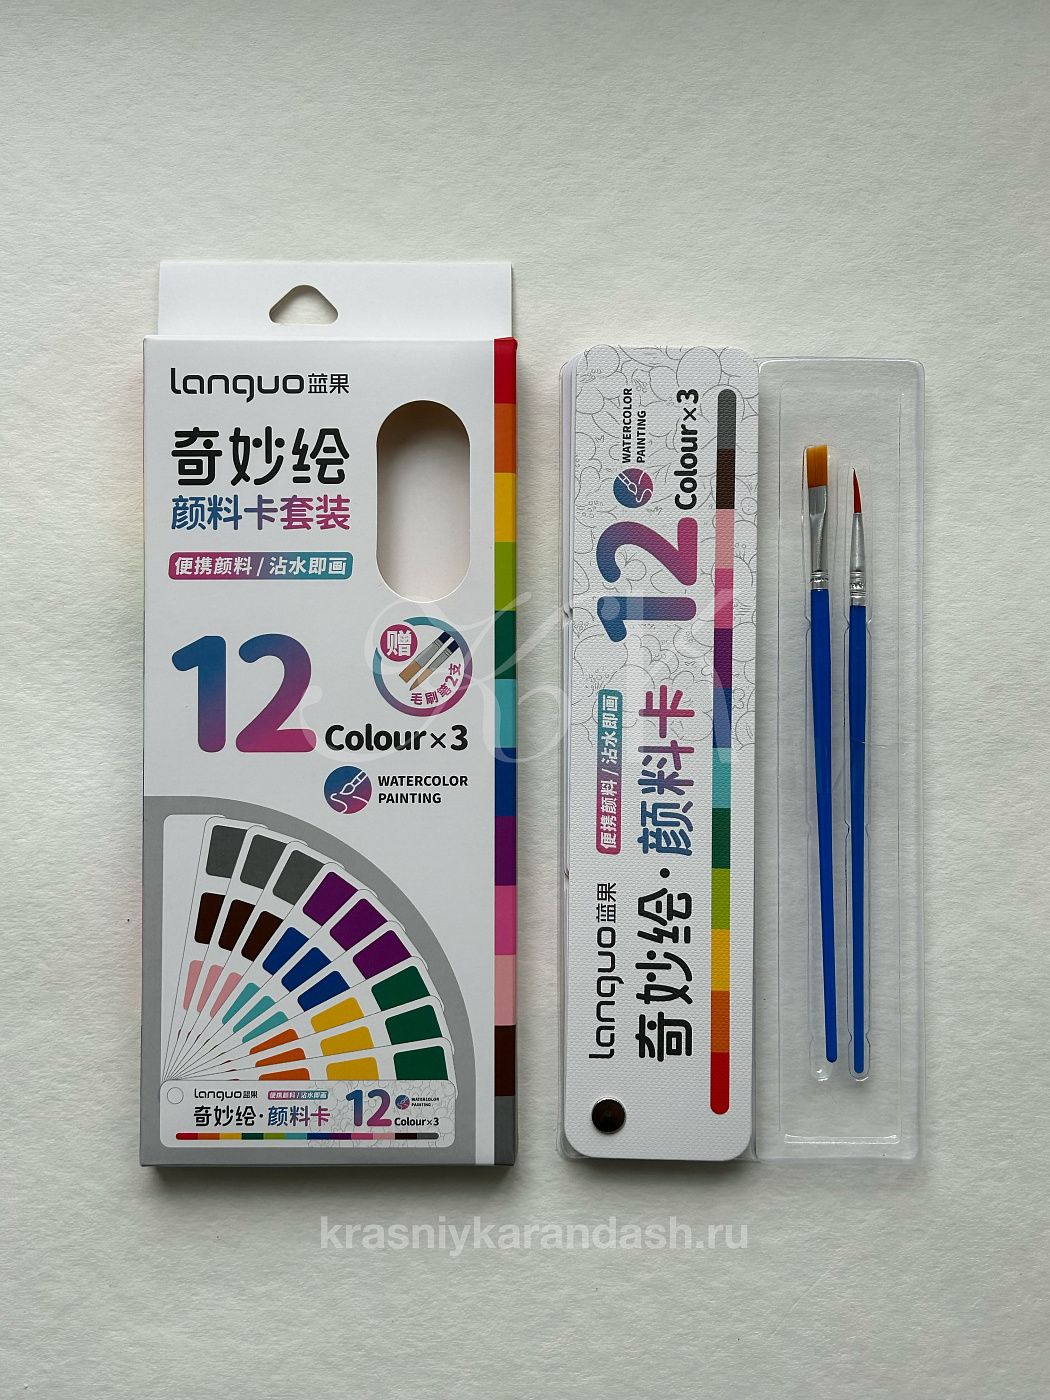 languo蓝果
奇妙绘
颜料卡套装
便携颜料 / 沾水即画
12
Colour×3
赠
毛刷笔2支
WATERCOLOR
PAINTING
languo蓝果
便携颜料 / 沾水即画
奇妙绘·颜料卡
12
WATERCOLOR
PAINTING
Colour×3
languo蓝果
便携颜料 / 沾水即画
奇妙绘·颜料卡
12
WATERCOLOR
PAINTING
Colour×3
krasniykarandash.ru